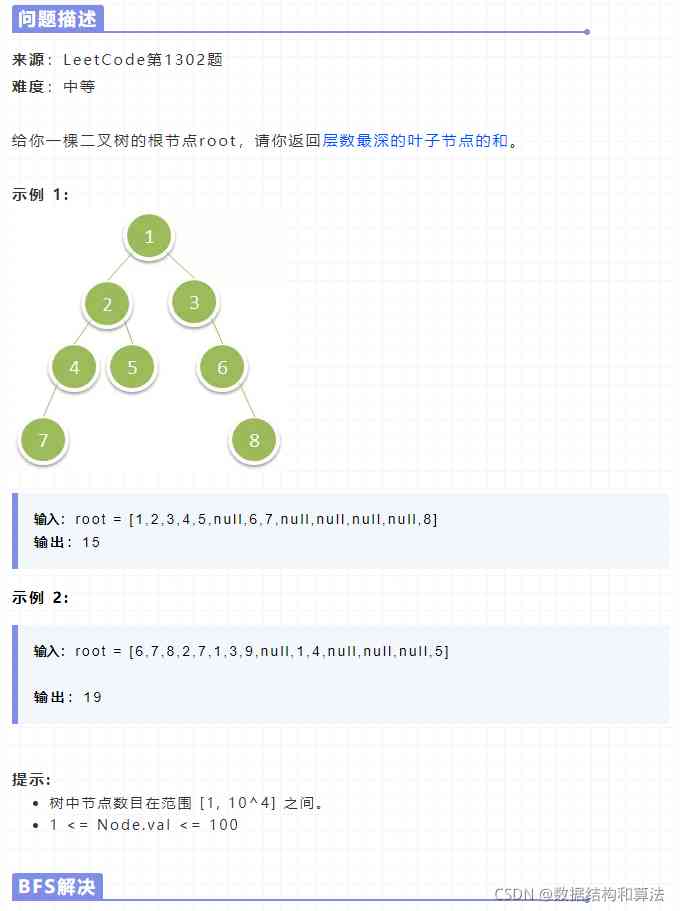 问题描述
来源：LeetCode第1302题
难度：中等
给你一棵二叉树的根节点root，请你返回层数最深的叶子节点的和。
示例 1：
1
2 3
4 5 6
7 8
输入：root = [1,2,3,4,5,null,6,7,null,null,null,null,8]
输出：15
示例 2：
输入：root = [6,7,8,2,7,1,3,9,null,1,4,null,null,null,5]
输出：19
提示：
• 树中节点数目在范围 [1, 10^4] 之间。
• 1 <= Node.val <= 100
BFS解决
CSDN @数据结构和算法